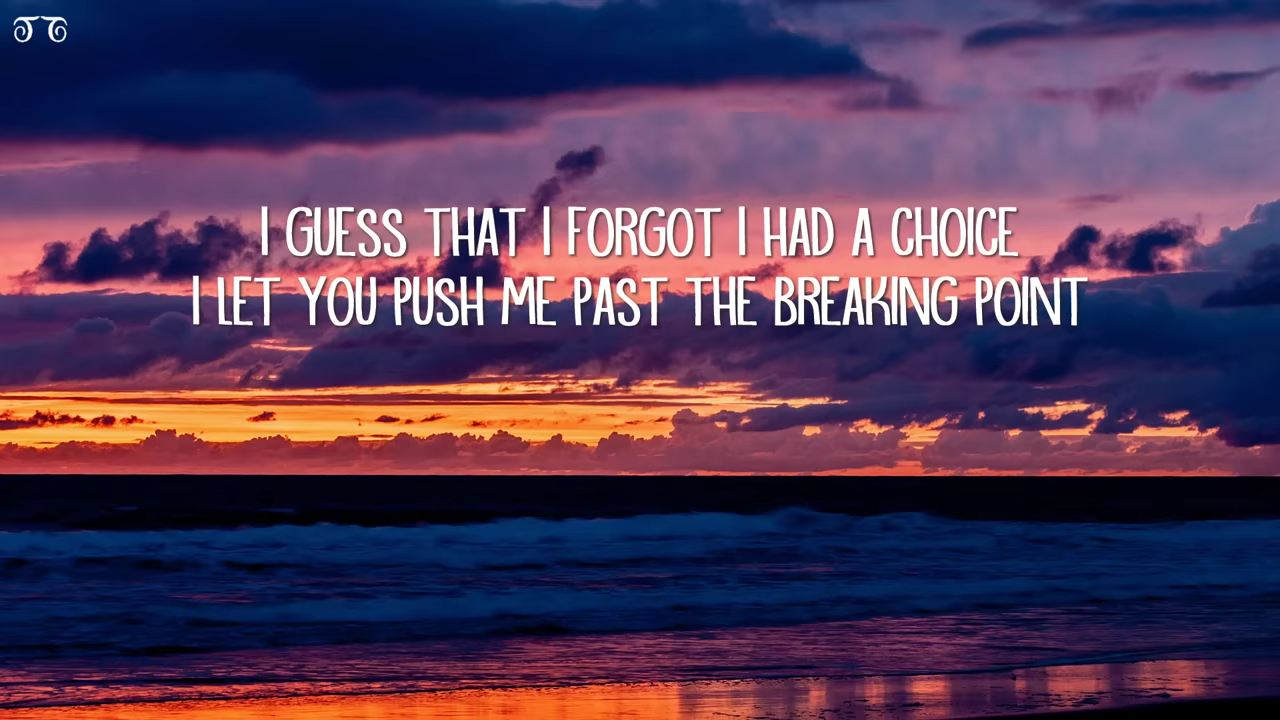 I GUESS THAT I FORGOT I HAD A CHOICE
I LET YOU PUSH ME PAST THE BREAKING POINT